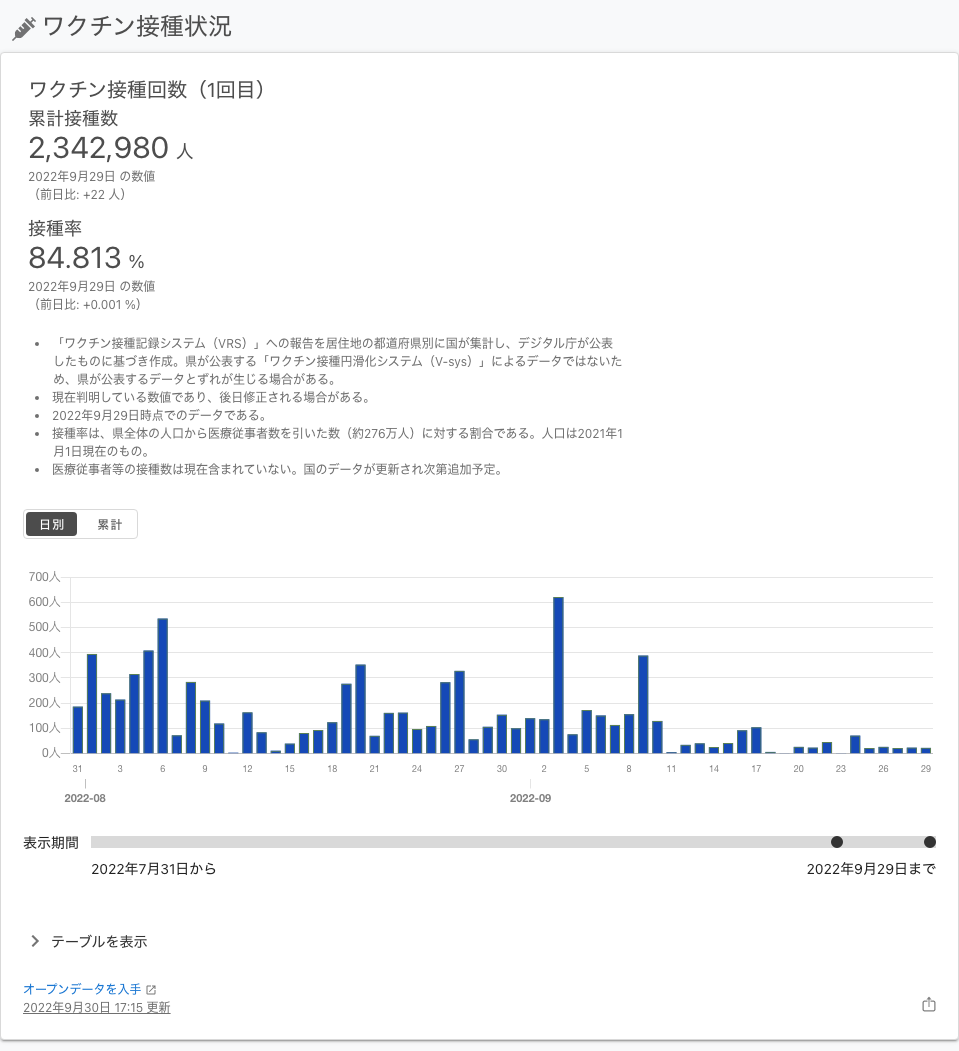 ワクチン接種状況
ワクチン接種回数（1回目）
累計接種数
2,342,980 人
2022年9月29日 の数値
（前日比: +22 人）
接種率
84.813 %
2022年9月29日 の数値
（前日比: +0.001 %）
• 「ワクチン接種記録システム（VRS）」への報告を居住地の都道府県別に国が集計し、デジタル庁が公表
したものに基づき作成。県が公表する「ワクチン接種円滑化システム（V-sys）」によるデータではないた
め、県が公表するデータとずれが生じる場合がある。
• 現在判明している数値であり、後日修正される場合がある。
• 2022年9月29日時点でのデータである。
• 接種率は、県全体の人口から医療従事者数を引いた数（約276万人）に対する割合である。人口は2021年1
月1日現在のもの。
• 医療従事者等の接種数は現在含まれていない。国のデータが更新され次第追加予定。
日別 累計
700人
600人
500人
400人
300人
200人
100人
0人
31 3 6 9 12 15 18 21 24 27 30 2 5 8 11 14 17 20 23 26 29
2022-08 2022-09
表示期間
2022年7月31日から 2022年9月29日まで
テーブルを表示
オープンデータを入手
2022年9月30日 17:15 更新